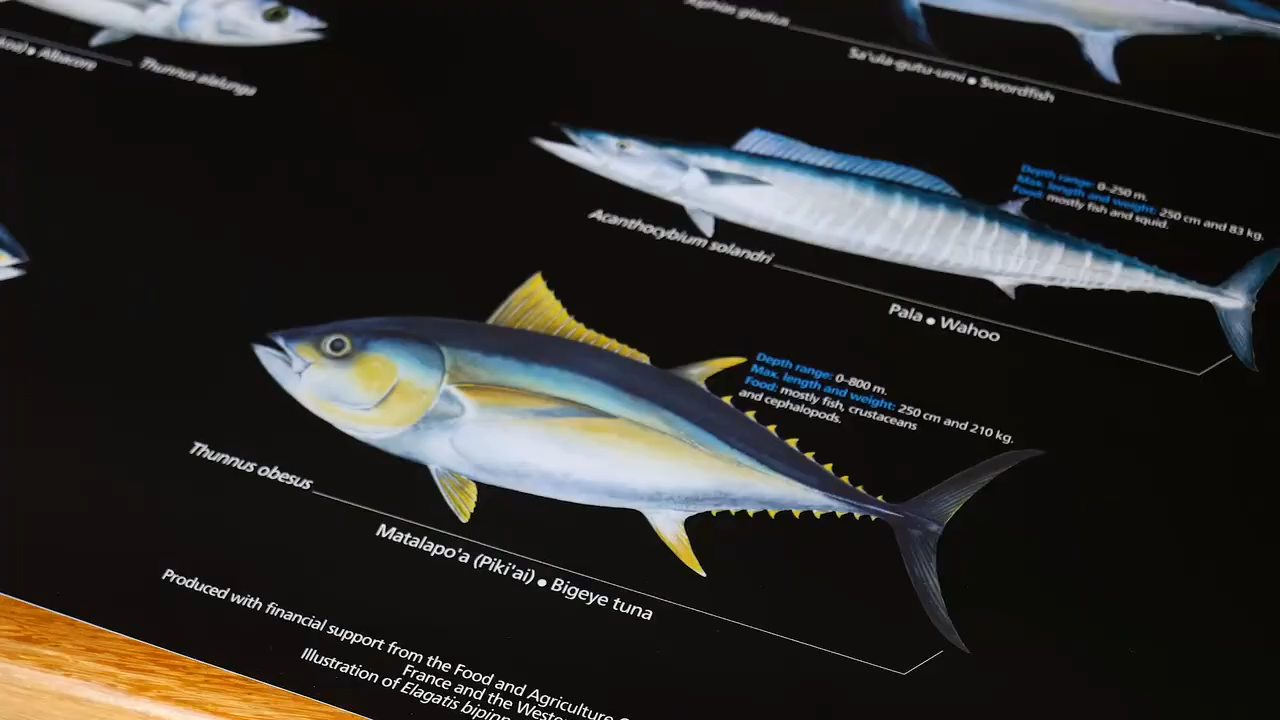 Albacore
Thunnus alalunga
Xiphias gladius
Sa'ula-gutu-umi • Swordfish
Depth range: 0–250 m.
Max. length and weight: 250 cm and 83 kg.
Food: mostly fish and squid.
Acanthocybium solandri
Pala • Wahoo
Depth range: 0–800 m.
Max. length and weight: 250 cm and 210 kg.
Food: mostly fish, crustaceans
and cephalopods.
Thunnus obesus
Matalapo'a (Piki'ai) • Bigeye tuna
Produced with financial support from the Food and Agriculture
France and the Weste
Illustration of Elagatis bipinn